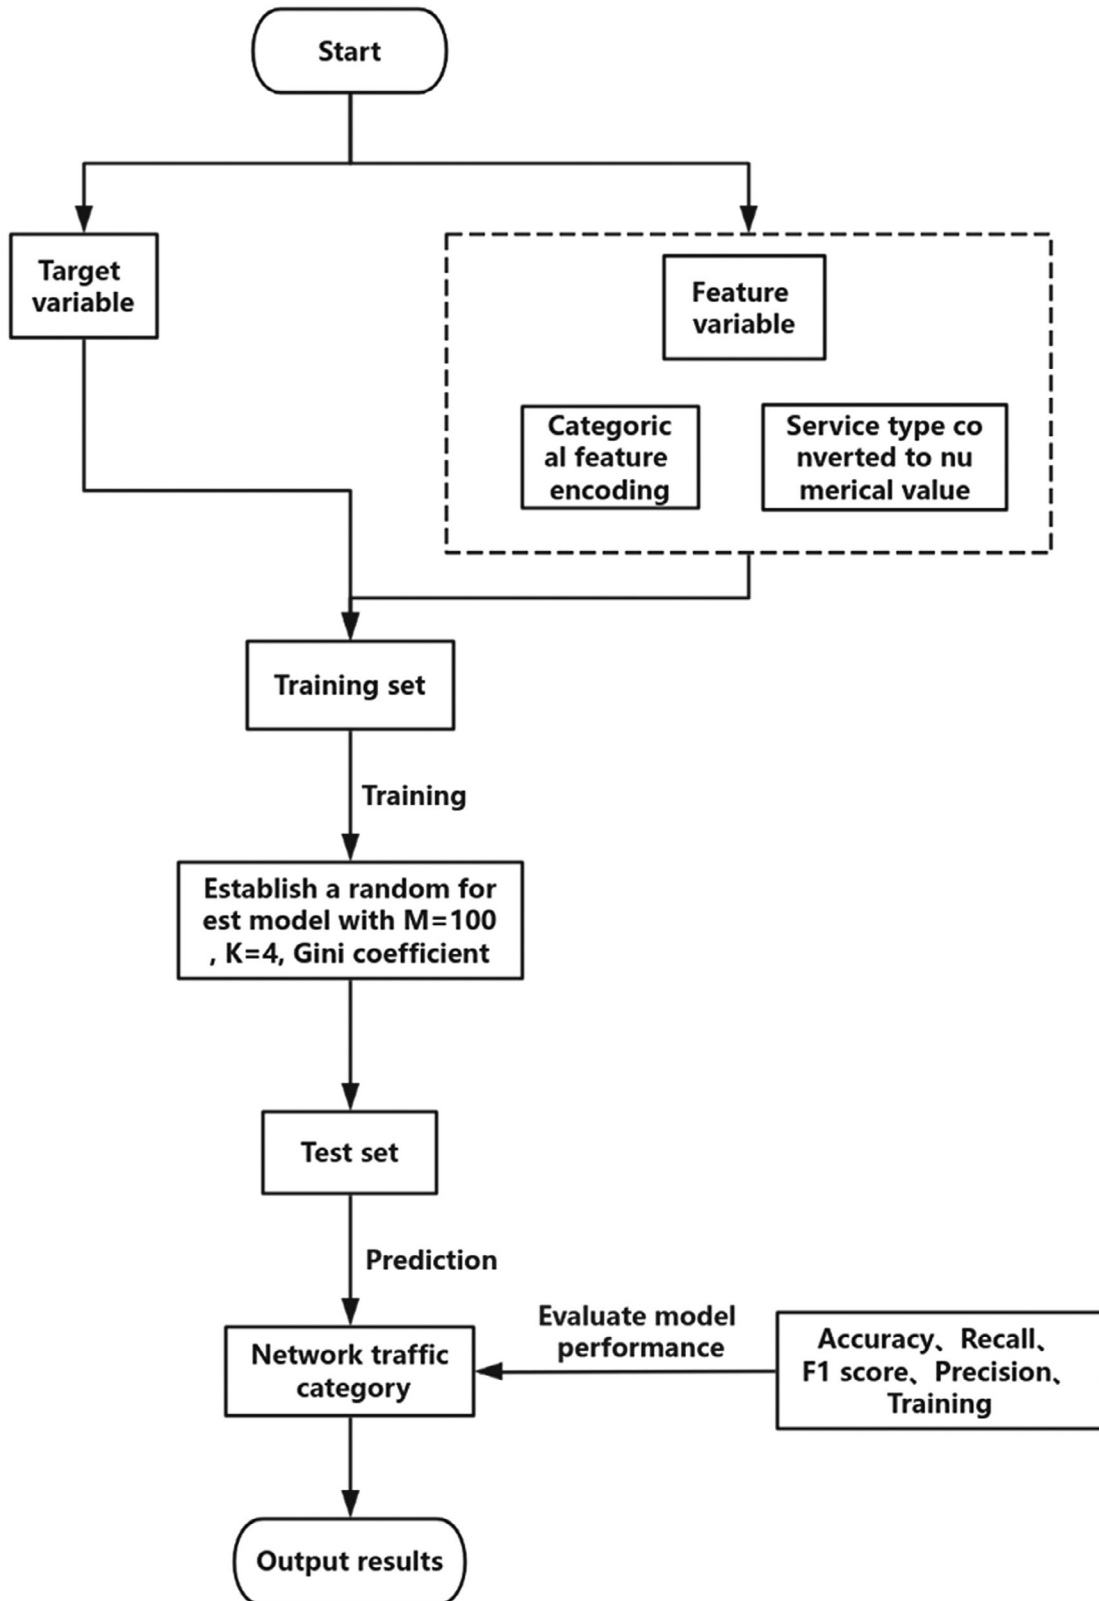 Start
Target
variable
Feature
variable
Categoric
al feature
encoding
Service type co
nverted to nu
merical value
Training set
Training
Establish a random for
est model with M=100
, K=4, Gini coefficient
Test set
Prediction
Evaluate model
performance
Network traffic
category
Accuracy、Recall、
F1 score、Precision、
Training
Output results